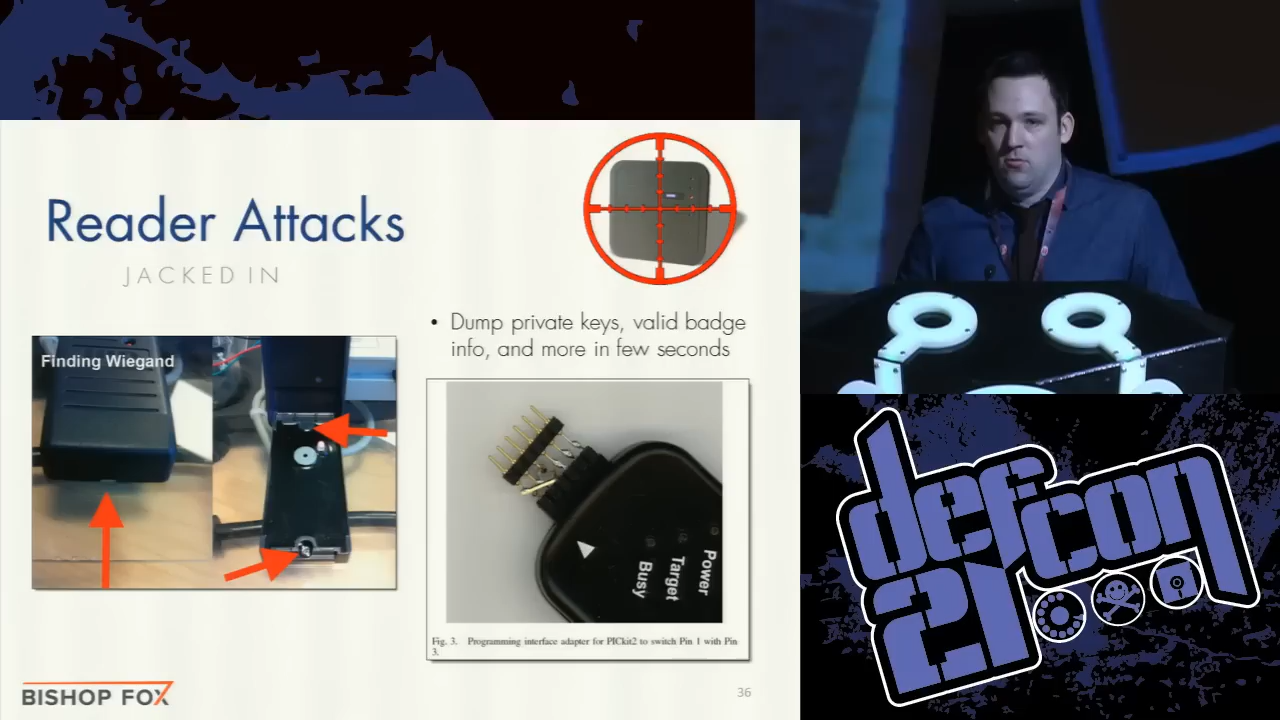 Reader Attacks
JACKED IN
Finding Wiegand
• Dump private keys, valid badge
info, and more in few seconds
Power
Target
Busy
Fig. 3. Programming interface adapter for PICkit2 to switch Pin 1 with Pin
3.
BISHOP FOX
36
defcon
21